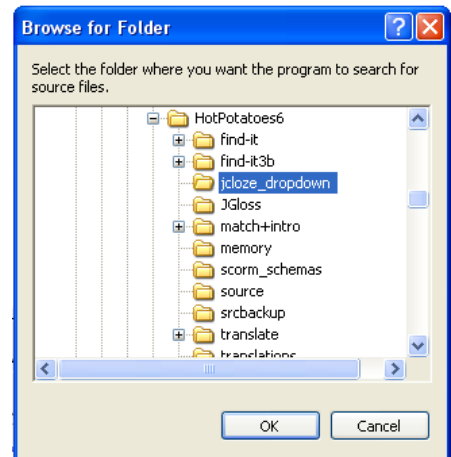 Browse for Folder
Select the folder where you want the program to search for
source files.
HotPotatoes6
find-it
find-it3b
jcloze_dropdown
JGloss
match+intro
memory
scorm_schemas
source
srcbackup
translate
translations
OK
Cancel